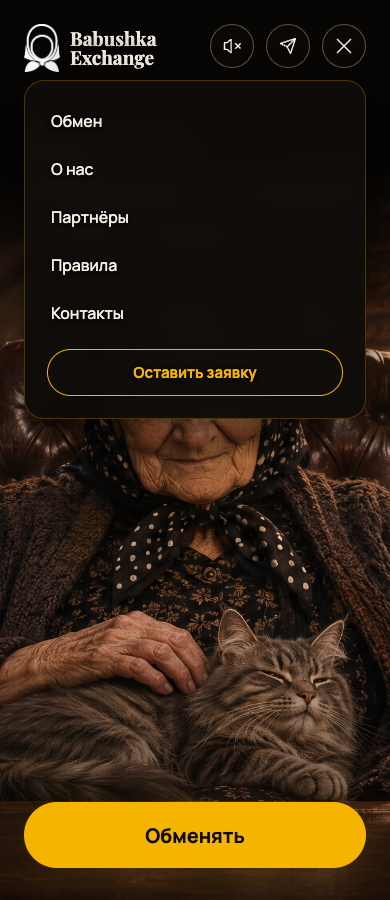 Babushka
Exchange
Обмен
О нас
Партнёры
Правила
Контакты
Оставить заявку
Обменять